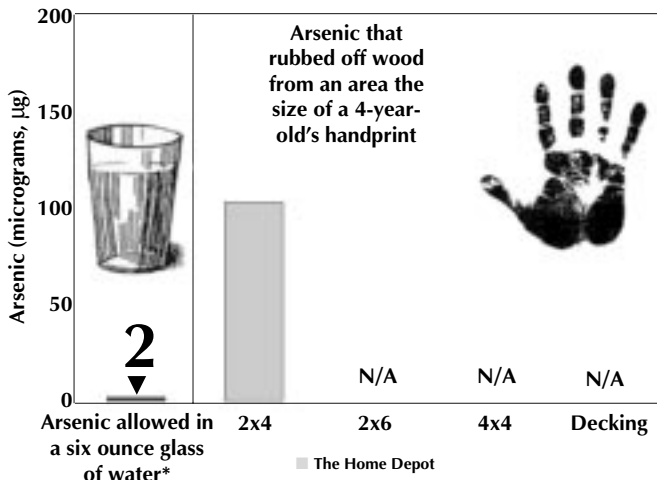 200
150
100
50
0
Arsenic (micrograms, µg)
Arsenic that
rubbed off wood
from an area the
size of a 4-year-
old's handprint
2
N/A
N/A
N/A
Arsenic allowed in
a six ounce glass
of water*
2x4
2x6
4x4
Decking
The Home Depot